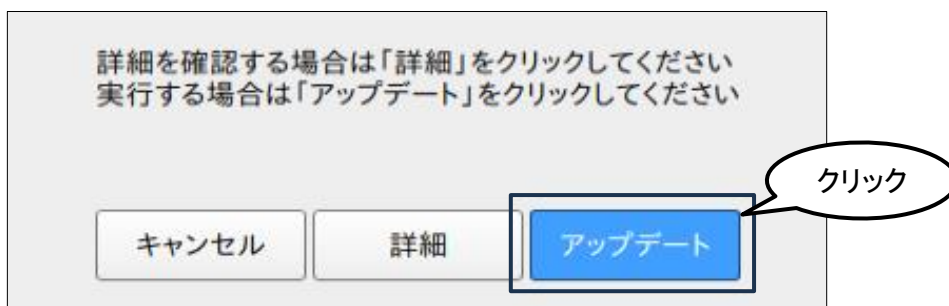 詳細を確認する場合は「詳細」をクリックしてください
実行する場合は「アップデート」をクリックしてください
クリック
キャンセル
詳細
アップデート